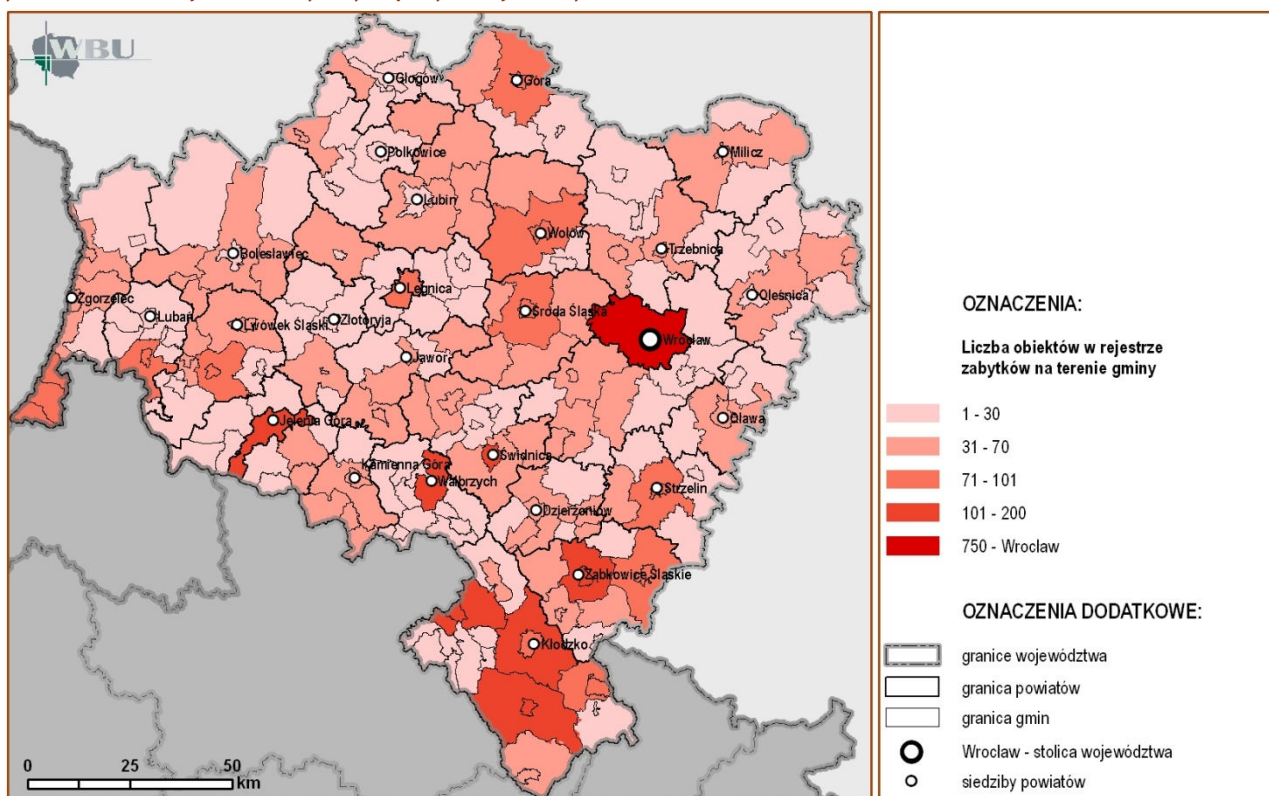 WBU
Głogów
Góra
Polkowice
Milicz
Lubin
Wołów
Trzebnica
Bolesławiec
Legnica
Oleśnica
Zgorzelec
Lubań
Lwówek Śląski
Złotoryja
Środa Śląska
Wrocław
Jawor
Oława
Jelenia Góra
Świdnica
Kamienna Góra
Wałbrzych
Strzelin
Dzierżoniów
Ząbkowice Śląskie
Kłodzko
0 25 50
km
OZNACZENIA:
Liczba obiektów w rejestrze
zabytków na terenie gminy
1 - 30
31 - 70
71 - 101
101 - 200
750 - Wrocław
OZNACZENIA DODATKOWE:
granice województwa
granica powiatów
granica gmin
Wrocław - stolica województwa
siedziby powiatów